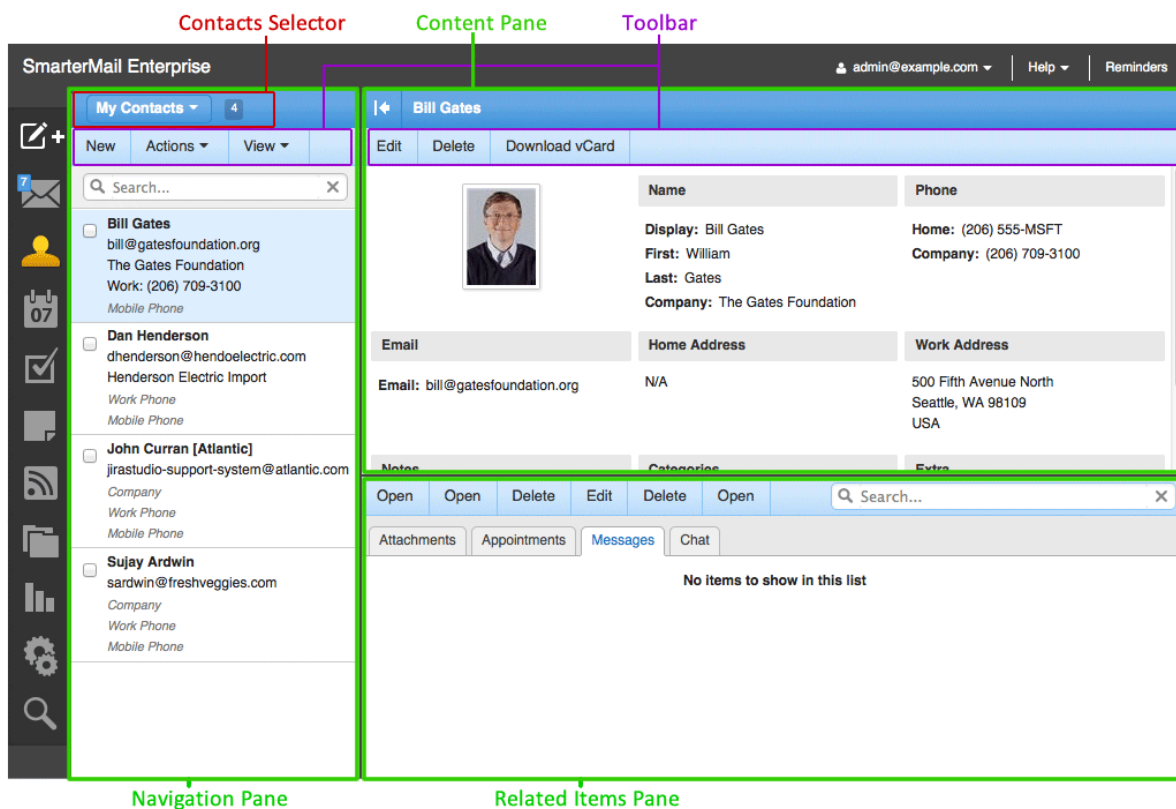 Contacts Selector
Content Pane
Toolbar
SmarterMail Enterprise
admin@example.com
Help
Reminders
My Contacts
4
Bill Gates
New
Actions
View
Edit
Delete
Download vCard
7
07
Search...
Bill Gates
bill@gatesfoundation.org
The Gates Foundation
Work: (206) 709-3100
Mobile Phone
Dan Henderson
dhenderson@hendoelectric.com
Henderson Electric Import
Work Phone
Mobile Phone
John Curran [Atlantic]
jirastudio-support-system@atlantic.com
Company
Work Phone
Mobile Phone
Sujay Ardwin
sardwin@freshveggies.com
Company
Work Phone
Mobile Phone
Name
Display: Bill Gates
First: William
Last: Gates
Company: The Gates Foundation
Phone
Home: (206) 555-MSFT
Company: (206) 709-3100
Email
Email: bill@gatesfoundation.org
Home Address
N/A
Work Address
500 Fifth Avenue North
Seattle, WA 98109
USA
Notes
Categories
Extra
Open
Open
Delete
Edit
Delete
Open
Search...
Attachments
Appointments
Messages
Chat
No items to show in this list
Navigation Pane
Related Items Pane